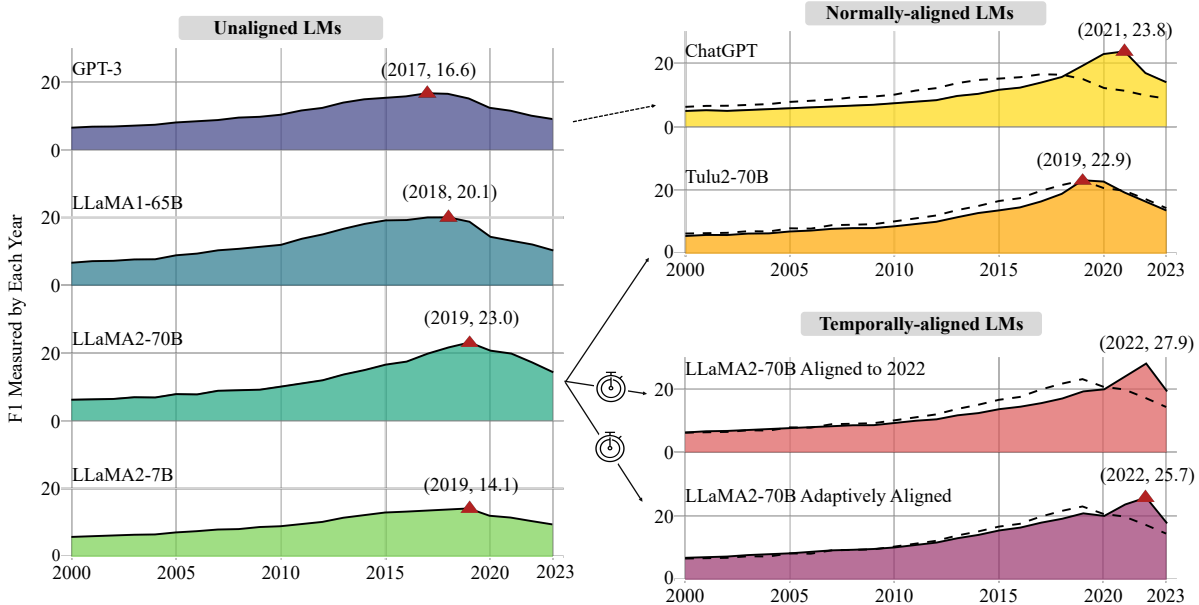 Unaligned LMs
F1 Measured by Each Year
GPT-3
(2017, 16.6)
20
0
LLaMA1-65B
(2018, 20.1)
20
0
LLaMA2-70B
(2019, 23.0)
20
0
LLaMA2-7B
(2019, 14.1)
20
0
2000 2005 2010 2015 2020 2023
Normally-aligned LMs
ChatGPT
(2021, 23.8)
20
0
Tulu2-70B
(2019, 22.9)
20
0
2000 2005 2010 2015 2020 2023
Temporally-aligned LMs
(2022, 27.9)
LLaMA2-70B Aligned to 2022
20
0
(2022, 25.7)
LLaMA2-70B Adaptively Aligned
20
0
2000 2005 2010 2015 2020 2023